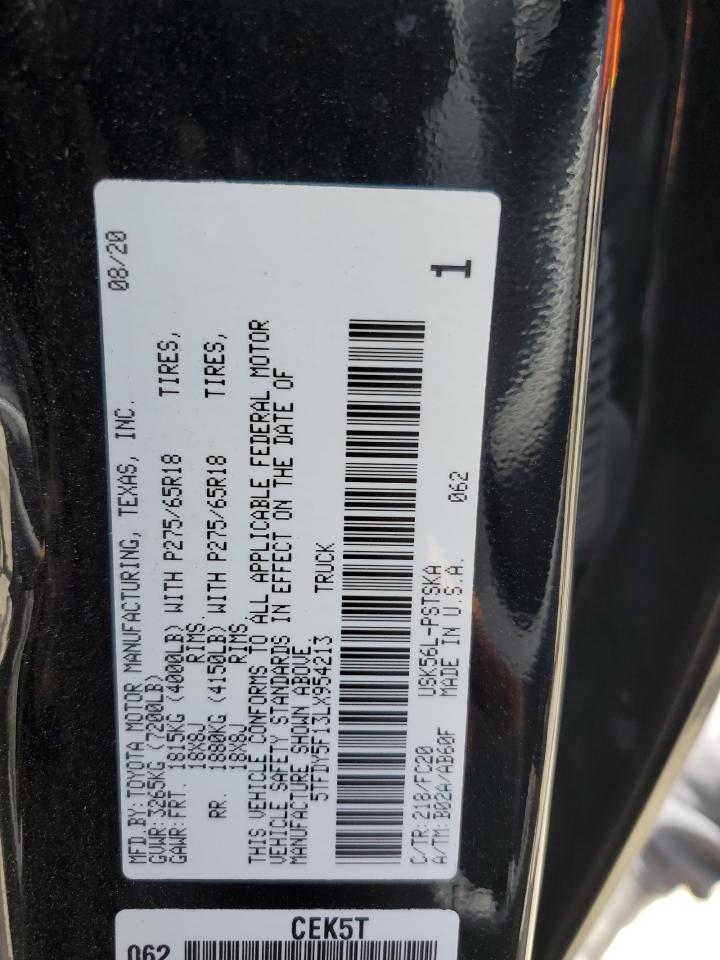 MFD BY: TOYOTA MOTOR MANUFACTURING, TEXAS, INC. 08/20
GVWR: 3265KG (7200LB)
GAWR: FRT. 1815KG (4000LB) WITH P275/65R18 TIRES,
18X8J RIMS.
RR. 1880KG (4150LB) WITH P275/65R18 TIRES,
18X8J RIMS.
THIS VEHICLE CONFORMS TO ALL APPLICABLE FEDERAL MOTOR
VEHICLE SAFETY STANDARDS IN EFFECT ON THE DATE OF
MANUFACTURE SHOWN ABOVE.
5TFDY5F13LX954213 TRUCK
C/TR: 218/FC20 USK56L-PSTSKA 062 1
A/TM: B02A/AB60F MADE IN U.S.A.
CEK5T
062